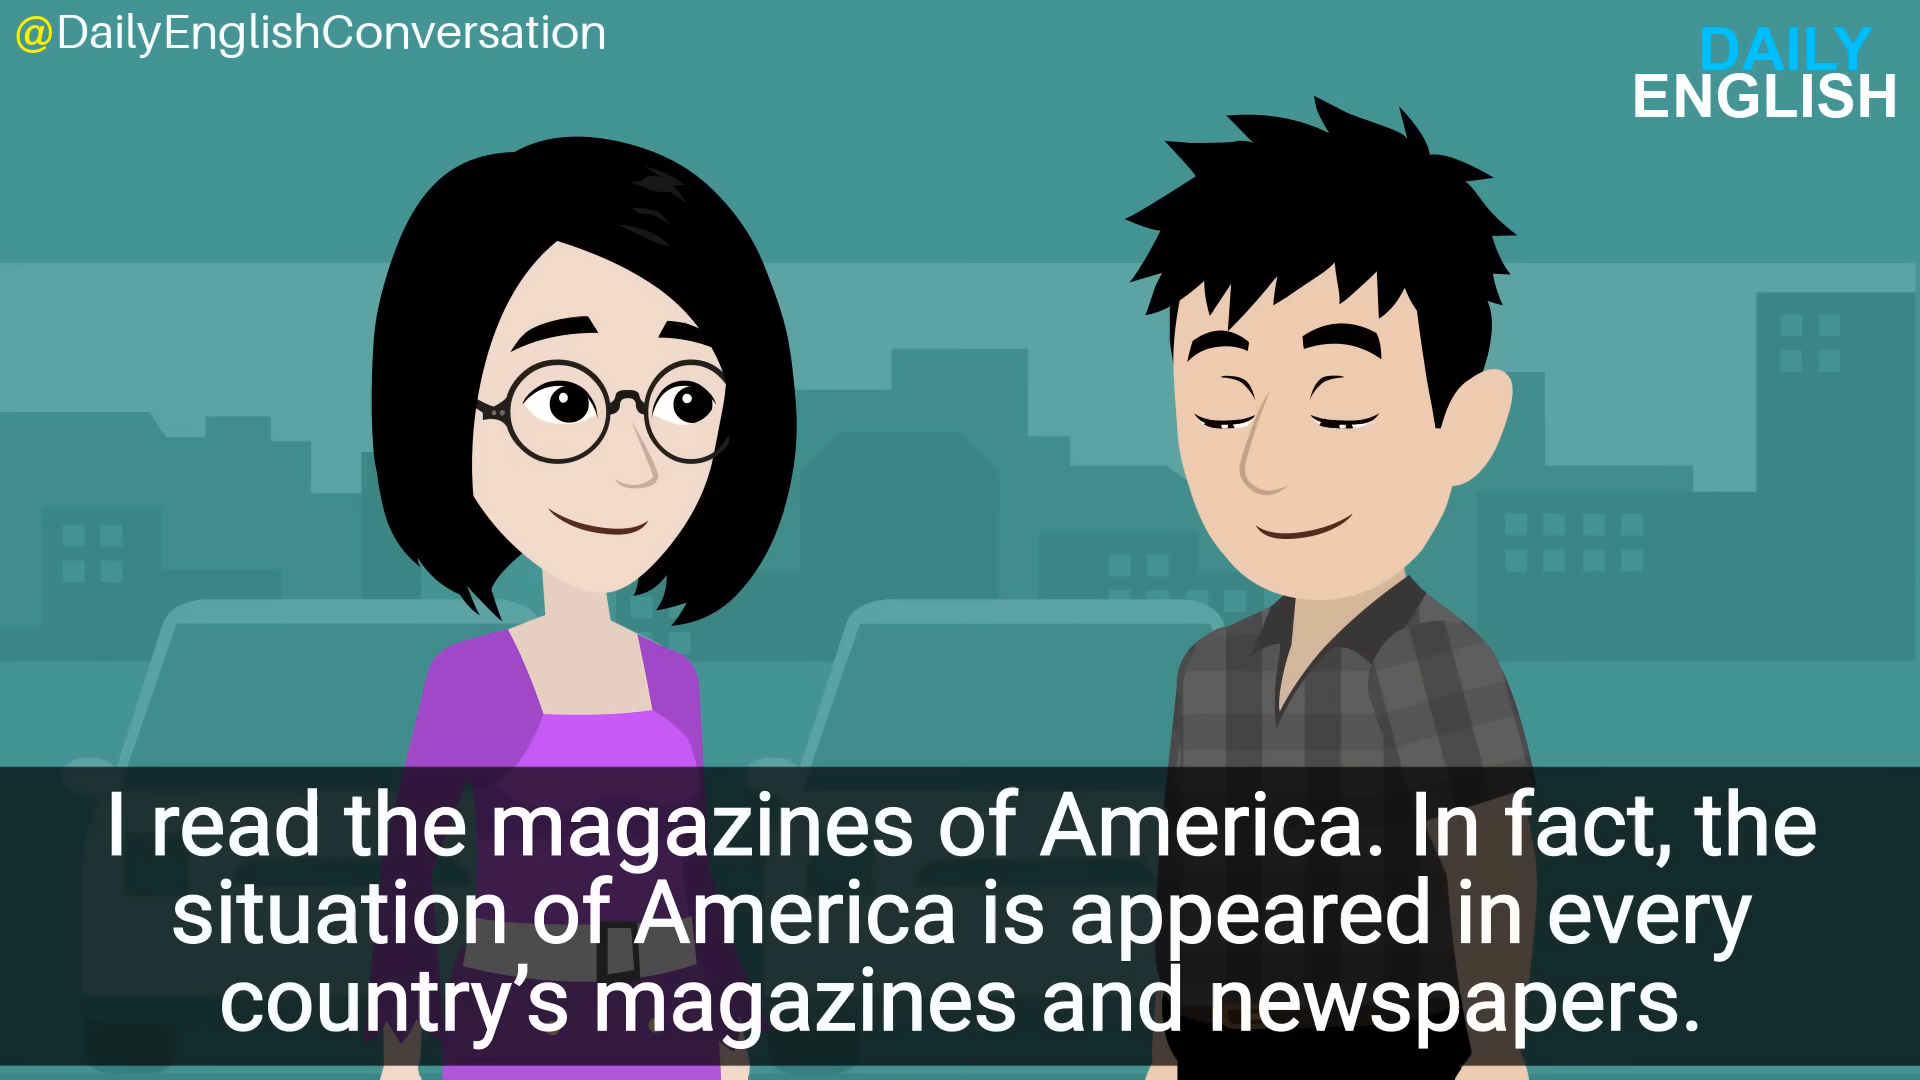 @DailyEnglishConversation
DAILY
ENGLISH
I read the magazines of America. In fact, the
situation of America is appeared in every
country’s magazines and newspapers.